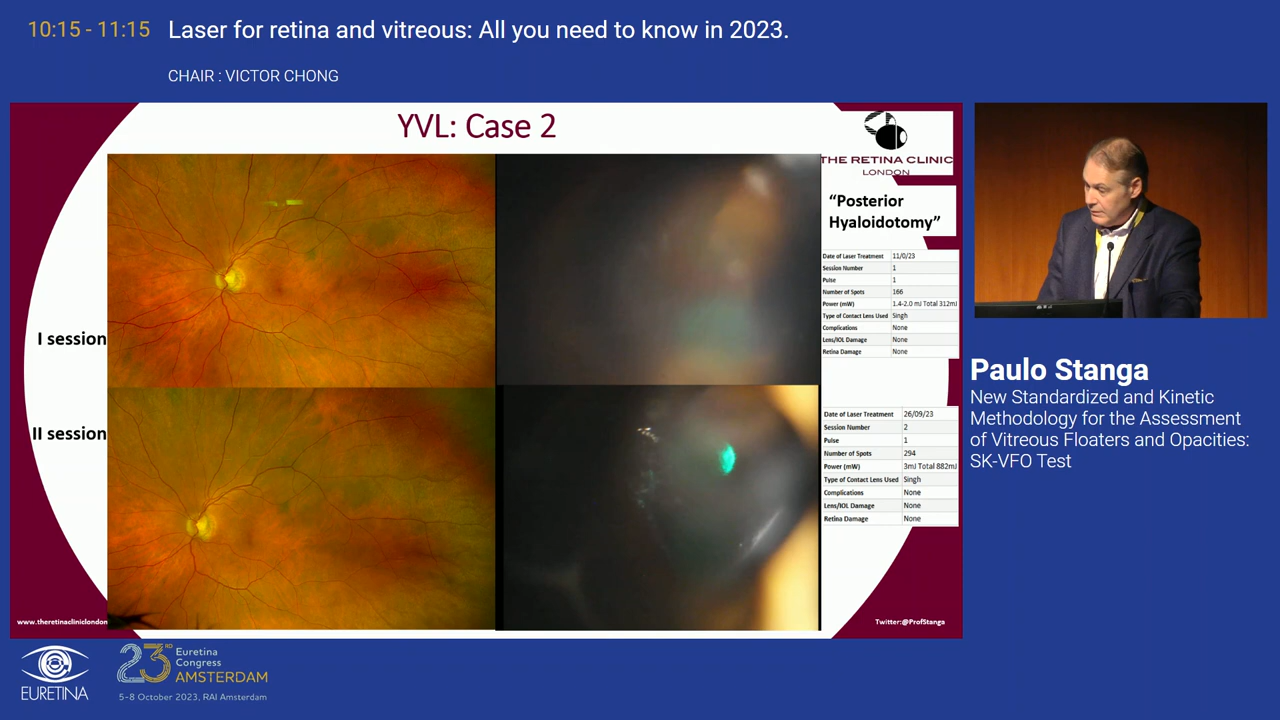 10:15 - 11:15
Laser for retina and vitreous: All you need to know in 2023.
CHAIR : VICTOR CHONG
YVL: Case 2
THE RETINA CLINIC
LONDON
“Posterior
Hyaloidotomy”
Date of Laser Treatment 11/0/23
Session Number 1
Pulse 1
Number of Spots 166
Power (mW) 1.4-2.0 mJ Total 312mJ
Type of Contact Lens Used Singh
Complications None
Lens/IOL Damage None
Retina Damage None
I session
II session
Date of Laser Treatment 26/09/23
Session Number 2
Pulse 1
Number of Spots 294
Power (mW) 3mJ Total 882mJ
Type of Contact Lens Used Singh
Complications None
Lens/IOL Damage None
Retina Damage None
www.theretinacliniclondon
Twitter:@ProfStanga
Paulo Stanga
New Standardized and Kinetic
Methodology for the Assessment
of Vitreous Floaters and Opacities:
SK-VFO Test
EURETINA
23RD
Euretina
Congress
AMSTERDAM
5-8 October 2023, RAI Amsterdam